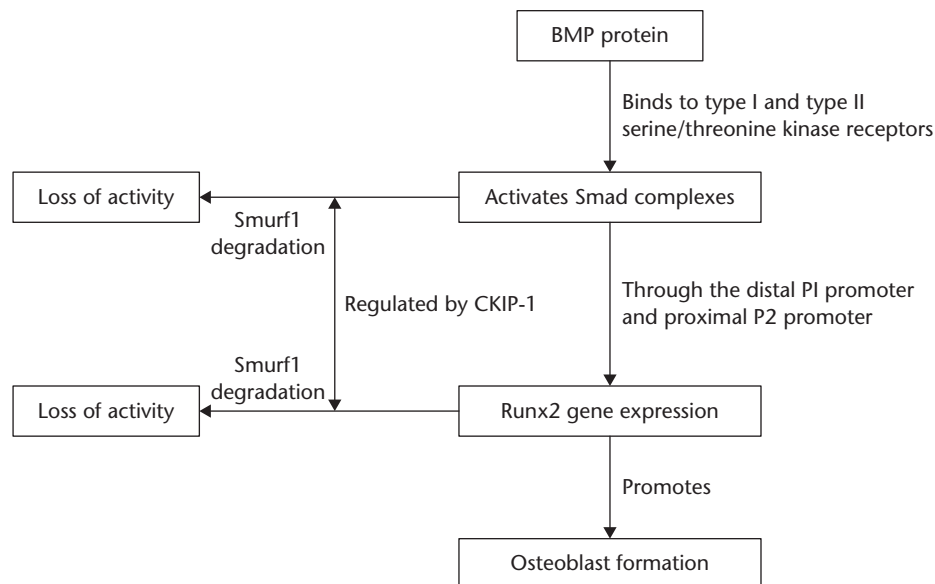 BMP protein
Binds to type I and type II
serine/threonine kinase receptors
Loss of activity
Activates Smad complexes
Smurf1
degradation
Regulated by CKIP-1
Through the distal PI promoter
and proximal P2 promoter
Smurf1
degradation
Loss of activity
Runx2 gene expression
Promotes
Osteoblast formation